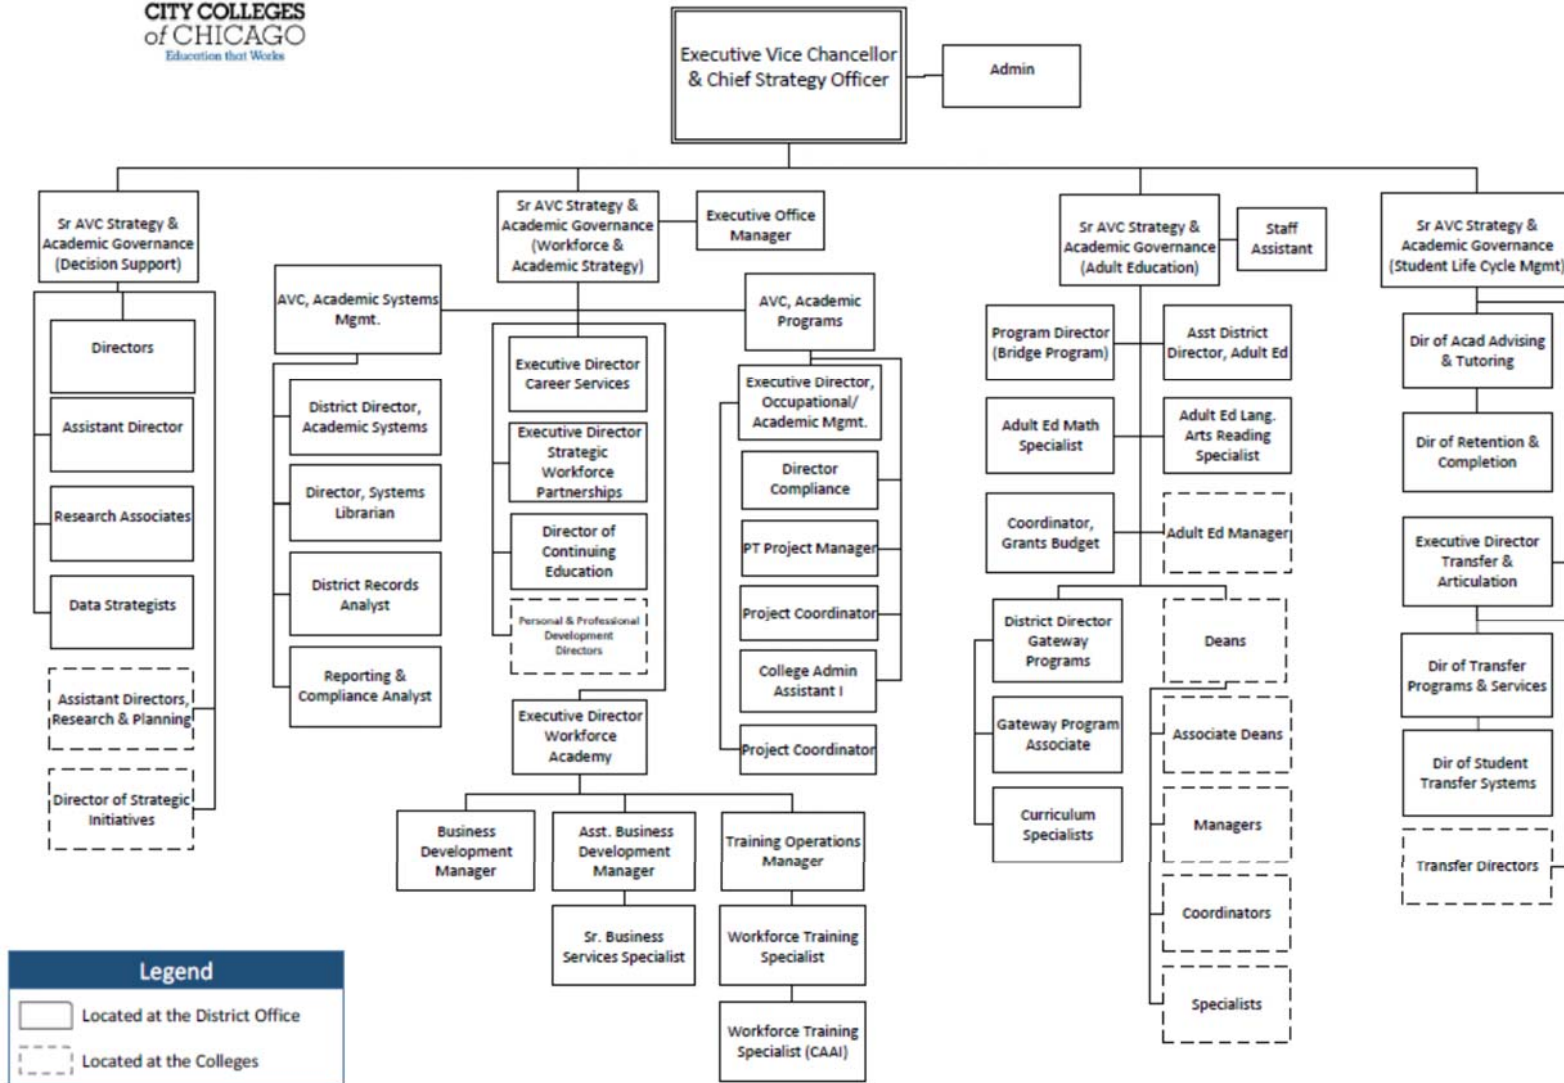 CITY COLLEGES
of CHICAGO
Education that Works
Executive Vice Chancellor
& Chief Strategy Officer
Admin
Sr AVC Strategy &
Academic Governance
(Decision Support)
Directors
Assistant Director
Research Associates
Data Strategists
Assistant Directors,
Research & Planning
Director of Strategic
Initiatives
Sr AVC Strategy &
Academic Governance
(Workforce &
Academic Strategy)
Executive Office
Manager
AVC, Academic Systems
Mgmt.
District Director,
Academic Systems
Director, Systems
Librarian
District Records
Analyst
Reporting &
Compliance Analyst
Executive Director
Career Services
Executive Director
Strategic
Workforce
Partnerships
Director of
Continuing
Education
Personal & Professional
Development
Directors
Executive Director
Workforce
Academy
Business
Development
Manager
Asst. Business
Development
Manager
Sr. Business
Services Specialist
Training Operations
Manager
Workforce Training
Specialist
Workforce Training
Specialist (CAAI)
AVC, Academic
Programs
Executive Director,
Occupational/
Academic Mgmt.
Director
Compliance
PT Project Manager
Project Coordinator
College Admin
Assistant I
Project Coordinator
Sr AVC Strategy &
Academic Governance
(Adult Education)
Staff
Assistant
Program Director
(Bridge Program)
Asst District
Director, Adult Ed
Adult Ed Math
Specialist
Adult Ed Lang.
Arts Reading
Specialist
Coordinator,
Grants Budget
Adult Ed Manager
District Director
Gateway
Programs
Gateway Program
Associate
Curriculum
Specialists
Deans
Associate Deans
Managers
Coordinators
Specialists
Sr AVC Strategy &
Academic Governance
(Student Life Cycle Mgmt)
Dir of Acad Advising
& Tutoring
Dir of Retention &
Completion
Executive Director
Transfer &
Articulation
Dir of Transfer
Programs & Services
Dir of Student
Transfer Systems
Transfer Directors
Legend
Located at the District Office
Located at the Colleges